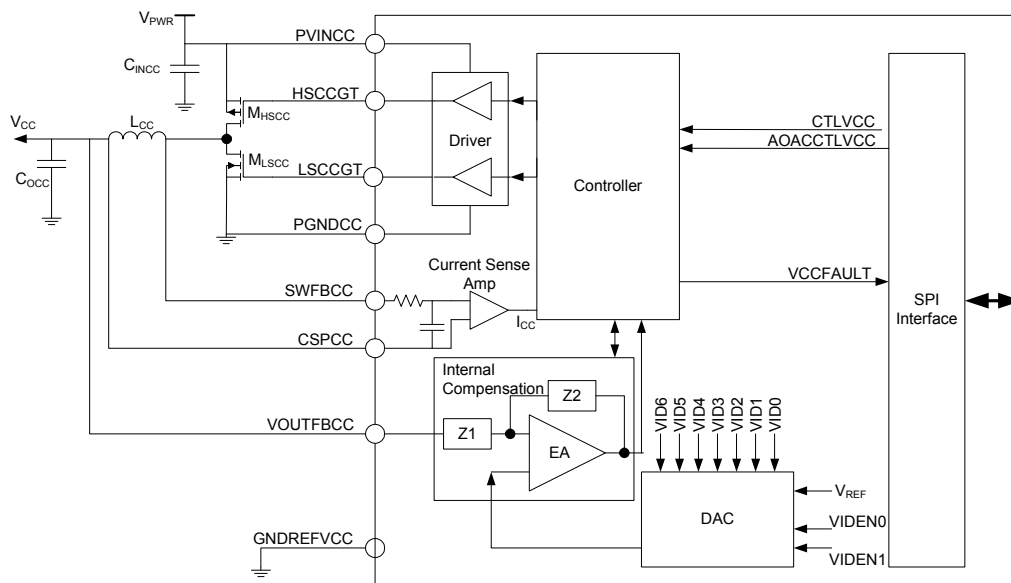 VPWR
PVINCC
CINCC
HSCCGT
MHSCC
Driver
Controller
CTLVCC
AOACCTLVCC
VCC
LCC
MLSCC
LSCCGT
COCC
PGNDCC
Current Sense
Amp
VCCFAULT
SPI
Interface
SWFBCC
ICC
CSPCC
Internal
Compensation
Z2
VID6
VID5
VID4
VID3
VID2
VID1
VID0
VOUTFBCC
Z1
EA
VREF
DAC
VIDEN0
GNDREFVCC
VIDEN1